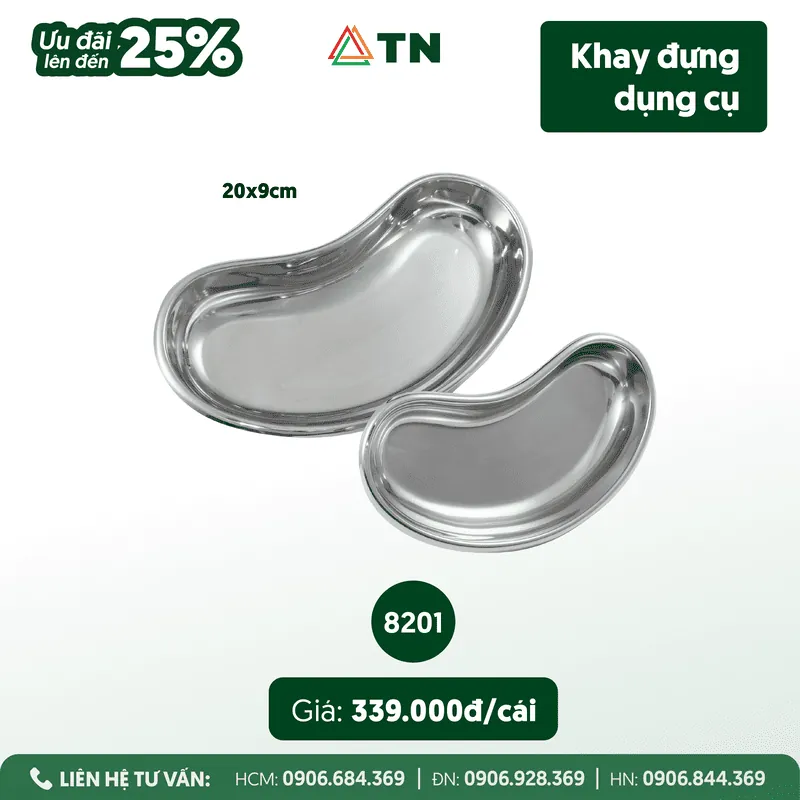 Ưu đãi
lên đến 25%
TN
Khay đựng
dụng cụ
20x9cm
8201
Giá: 339.000đ/cái
LIÊN HỆ TƯ VẤN: HCM: 0906.684.369 | ĐN: 0906.928.369 | HN: 0906.844.369